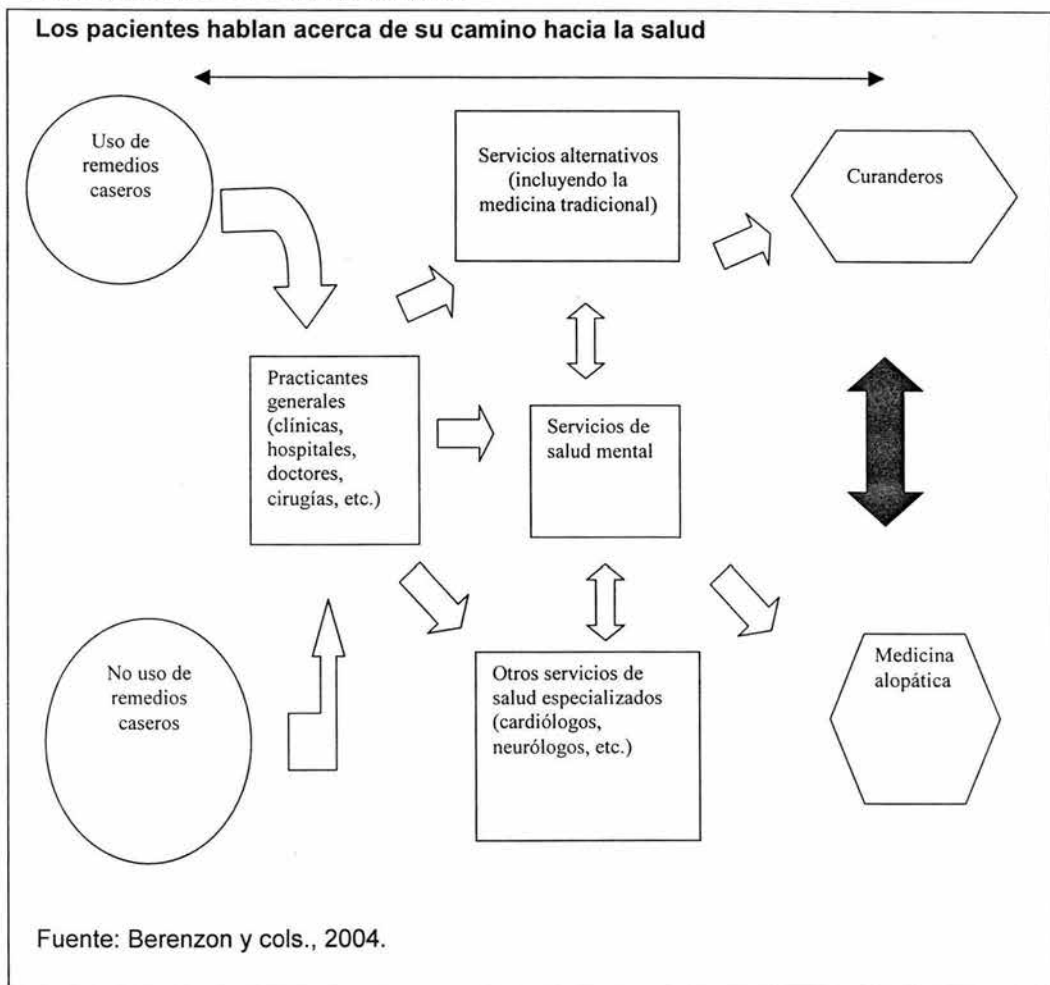 Los pacientes hablan acerca de su camino hacia la salud
Uso de
remedios
caseros
Servicios alternativos
(incluyendo la
medicina tradicional)
Curanderos
Practicantes
generales
(clínicas,
hospitales,
doctores,
cirugías, etc.)
Servicios de
salud mental
No uso de
remedios
caseros
Otros servicios de
salud especializados
(cardiólogos,
neurólogos, etc.)
Medicina
alopática
Fuente: Berenzon y cols., 2004.